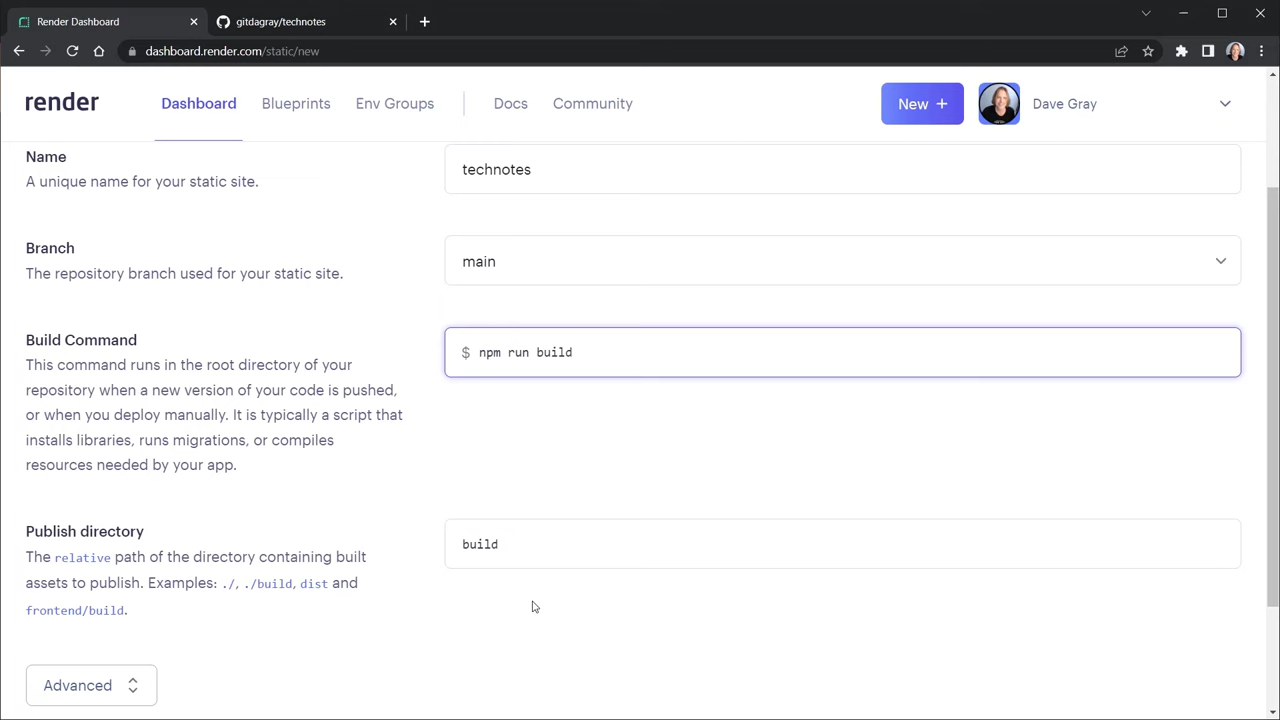 Render Dashboard
gitdagray/technotes
dashboard.render.com/static/new
render
Dashboard
Blueprints
Env Groups
Docs
Community
New +
Dave Gray
Name
A unique name for your static site.
technotes
Branch
The repository branch used for your static site.
main
Build Command
This command runs in the root directory of your
repository when a new version of your code is pushed,
or when you deploy manually. It is typically a script that
installs libraries, runs migrations, or compiles
resources needed by your app.
$ npm run build
Publish directory
The relative path of the directory containing built
assets to publish. Examples: ./, ./build, dist and
frontend/build.
build
Advanced